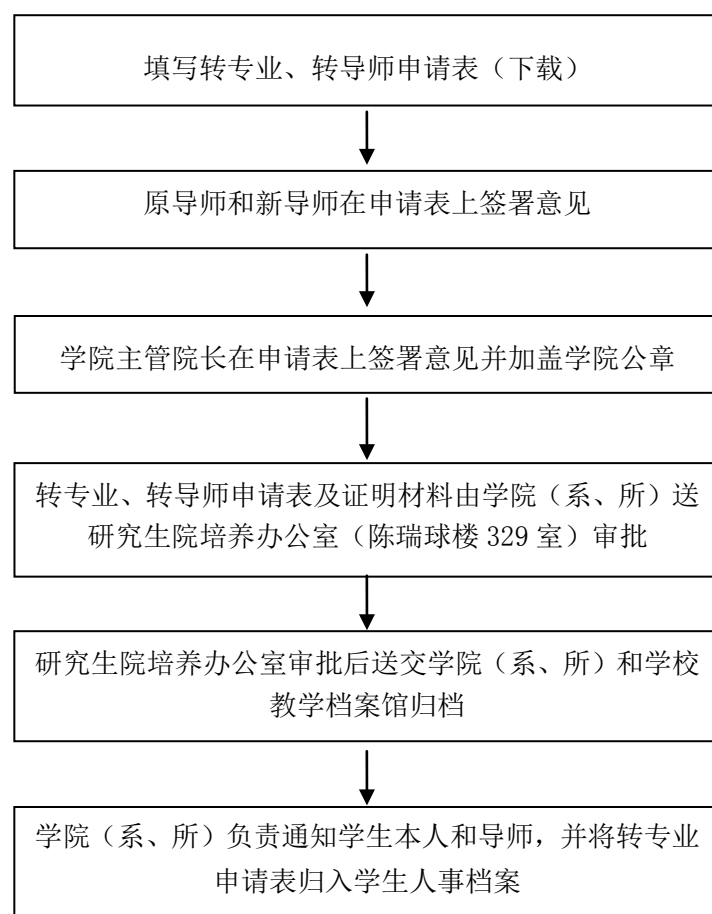 填写转专业、转导师申请表（下载）
原导师和新导师在申请表上签署意见
学院主管院长在申请表上签署意见并加盖学院公章
转专业、转导师申请表及证明材料由学院（系、所）送
研究生院培养办公室（陈瑞球楼 329 室）审批
研究生院培养办公室审批后送交学院（系、所）和学校
教学档案馆归档
学院（系、所）负责通知学生本人和导师，并将转专业
申请表归入学生人事档案